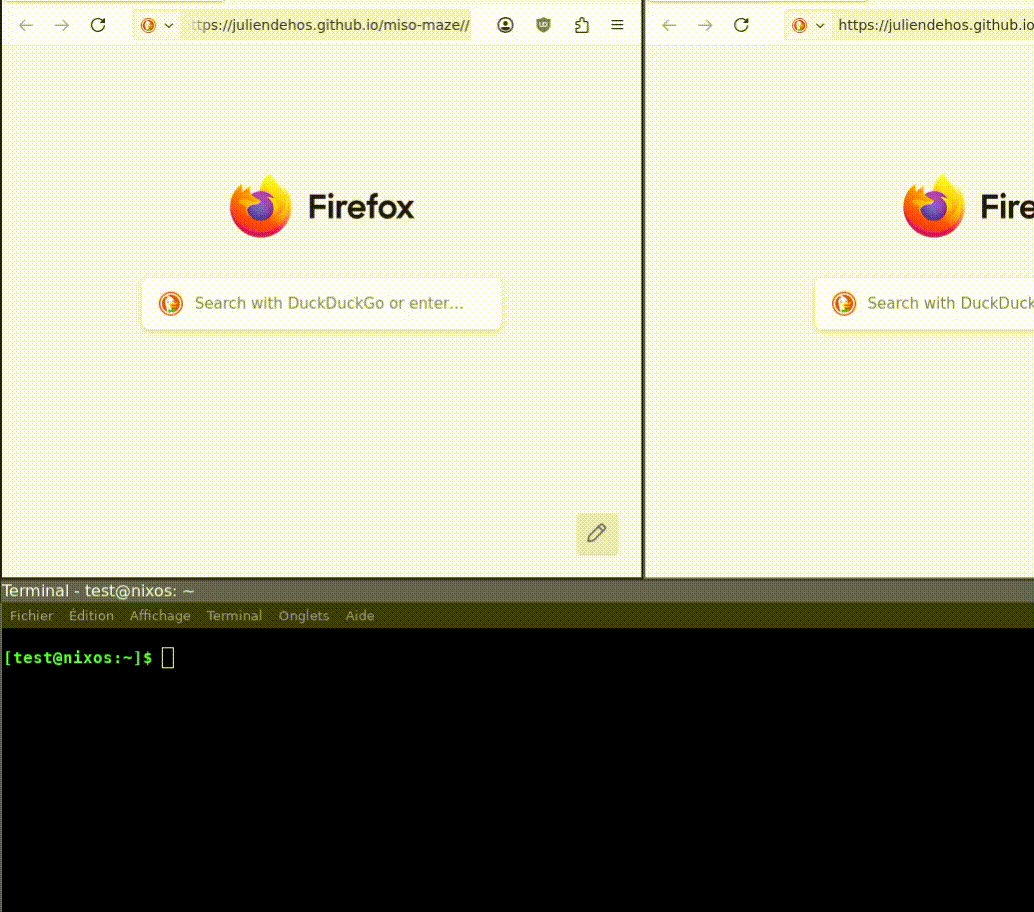 ttps://juliendehos.github.io/miso-maze//
https://juliendehos.github.io
Firefox
Fire
Search with DuckDuckGo or enter...
Search with DuckDuck
Terminal - test@nixos: ~
Fichier Édition Affichage Terminal Onglets Aide
[test@nixos:~]$